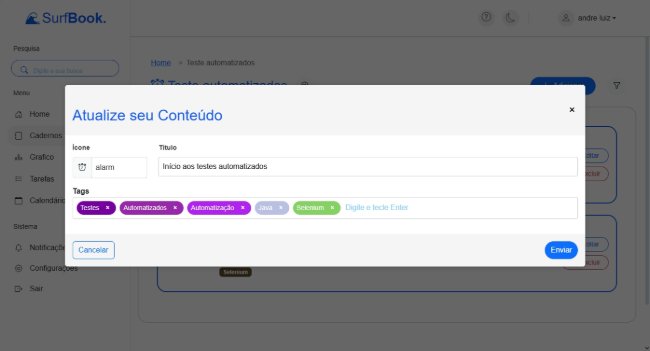 SurfBook.
andre luiz
Pesquisa
Digite a sua busca
Menu
Home
Cadernos
Grafico
Tarefas
Calendário
Sistema
Notificaçõe
Configurações
Sair
Home > Teste automatizados
Teste automatizados
Atualize seu Conteúdo
×
Ícone
Título
alarm
Início aos testes automatizados
Tags
Testes ×
Automatizados ×
Automatização ×
Java ×
Selenium ×
Digite e tecle Enter
Cancelar
Enviar
Selenium